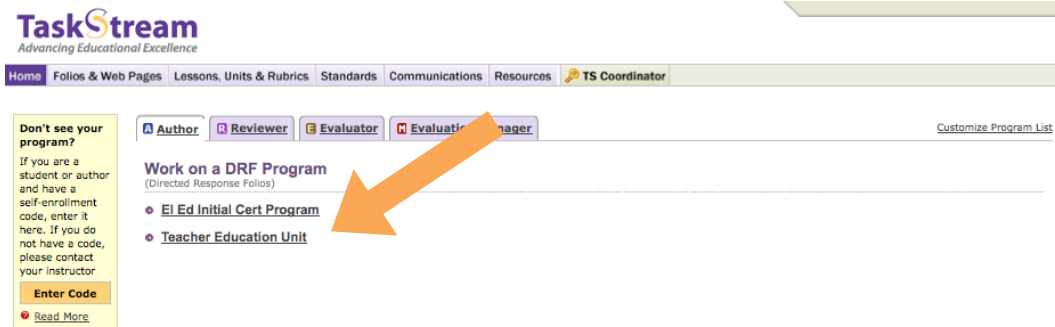 TaskStream
Advancing Educational Excellence
Home Folios & Web Pages Lessons, Units & Rubrics Standards Communications Resources TS Coordinator
Don't see your
program?
If you are a
student or author
and have a
self-enrollment
code, enter it
here. If you do
not have a code,
please contact
your instructor
Enter Code
Read More
A Author R Reviewer E Evaluator M Evaluation
Customize Program List
Work on a DRF Program
(Directed Response Folios)
El Ed Initial Cert Program
Teacher Education Unit